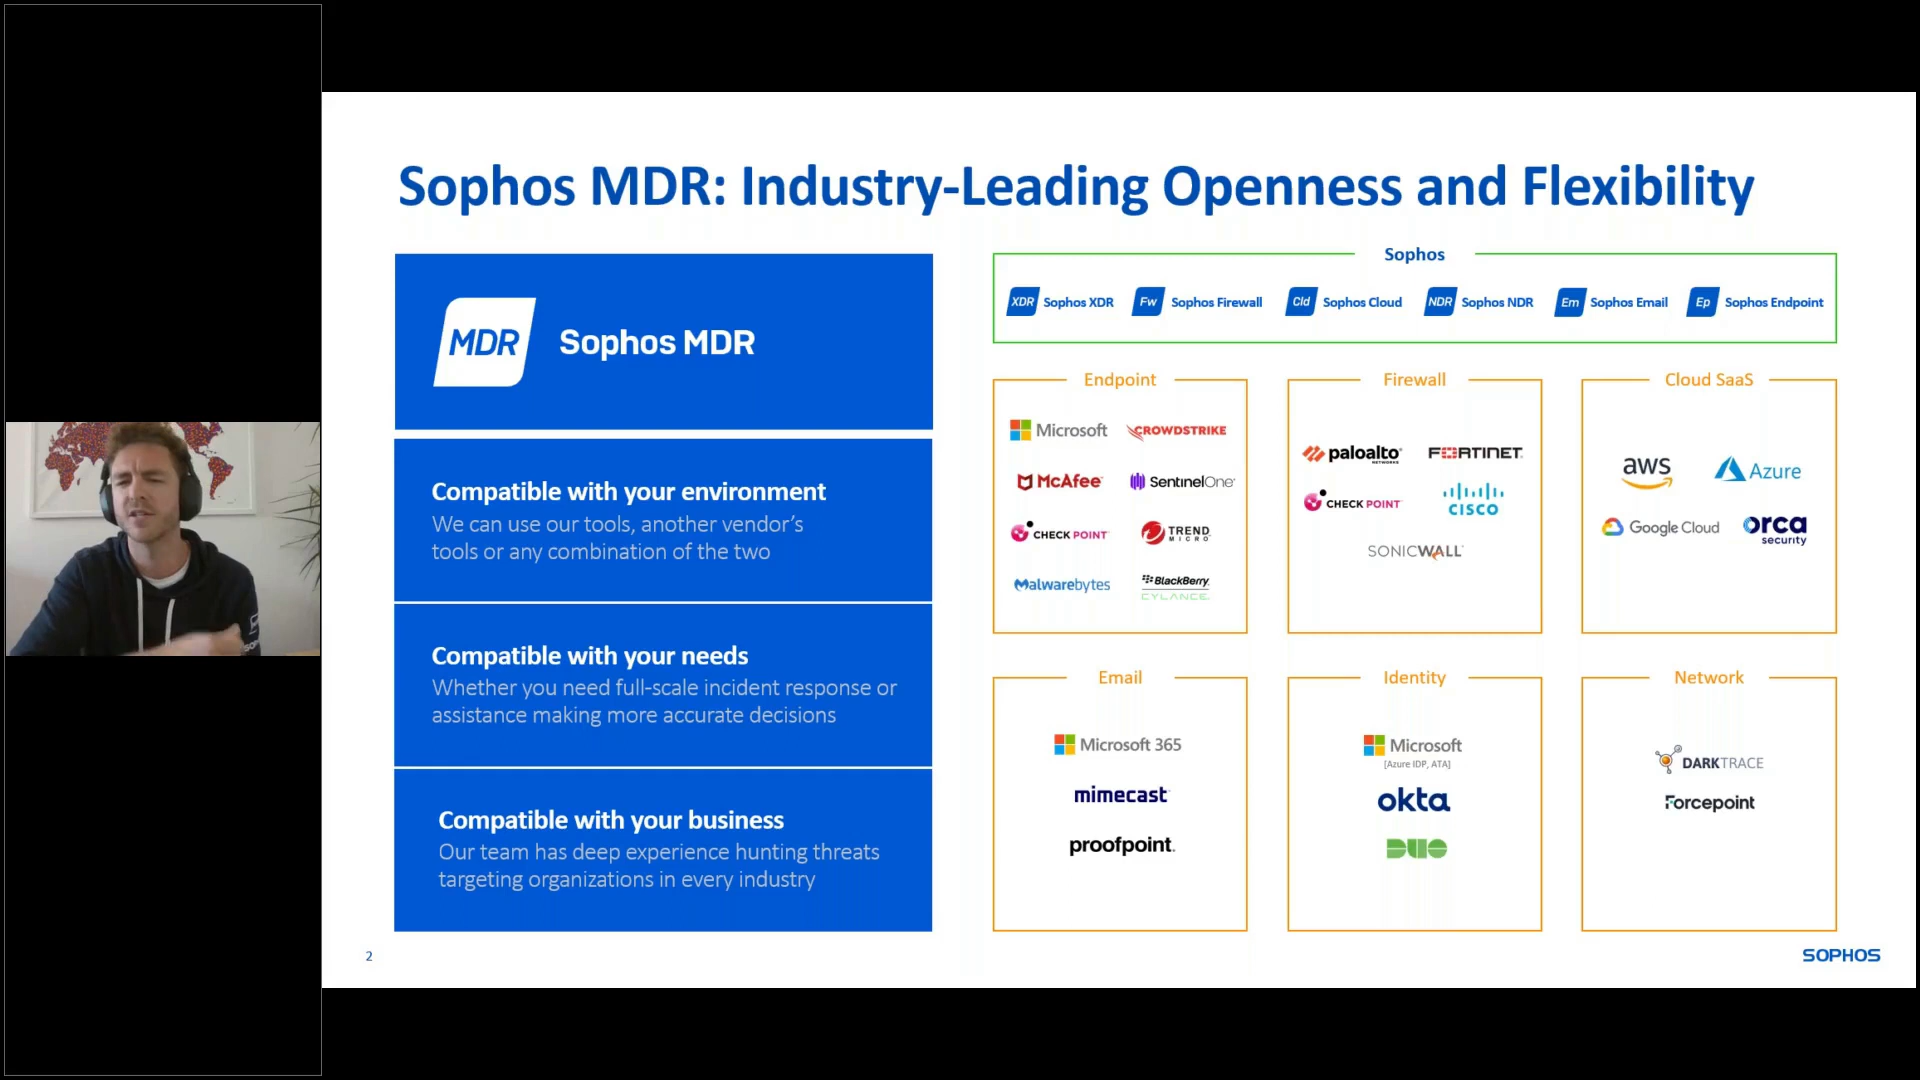 Sophos MDR: Industry-Leading Openness and Flexibility
MDR Sophos MDR
Compatible with your environment
We can use our tools, another vendor's
tools or any combination of the two
Compatible with your needs
Whether you need full-scale incident response or
assistance making more accurate decisions
Compatible with your business
Our team has deep experience hunting threats
targeting organizations in every industry
Sophos
XDR Sophos XDR Fw Sophos Firewall Cld Sophos Cloud NDR Sophos NDR Em Sophos Email Ep Sophos Endpoint
Endpoint
Microsoft CROWDSTRIKE
McAfee SentinelOne
CHECK POINT TREND MICRO
Malwarebytes BlackBerry
CYLANCE
Firewall
paloalto NETWORKS FORTINET
CHECK POINT CISCO
SONICWALL
Cloud SaaS
aws Azure
Google Cloud orca security
Email
Microsoft 365
mimecast
proofpoint.
Identity
Microsoft
[Azure IDP, ATA]
okta
DUO
Network
DARKTRACE
Forcepoint
2
SOPHOS